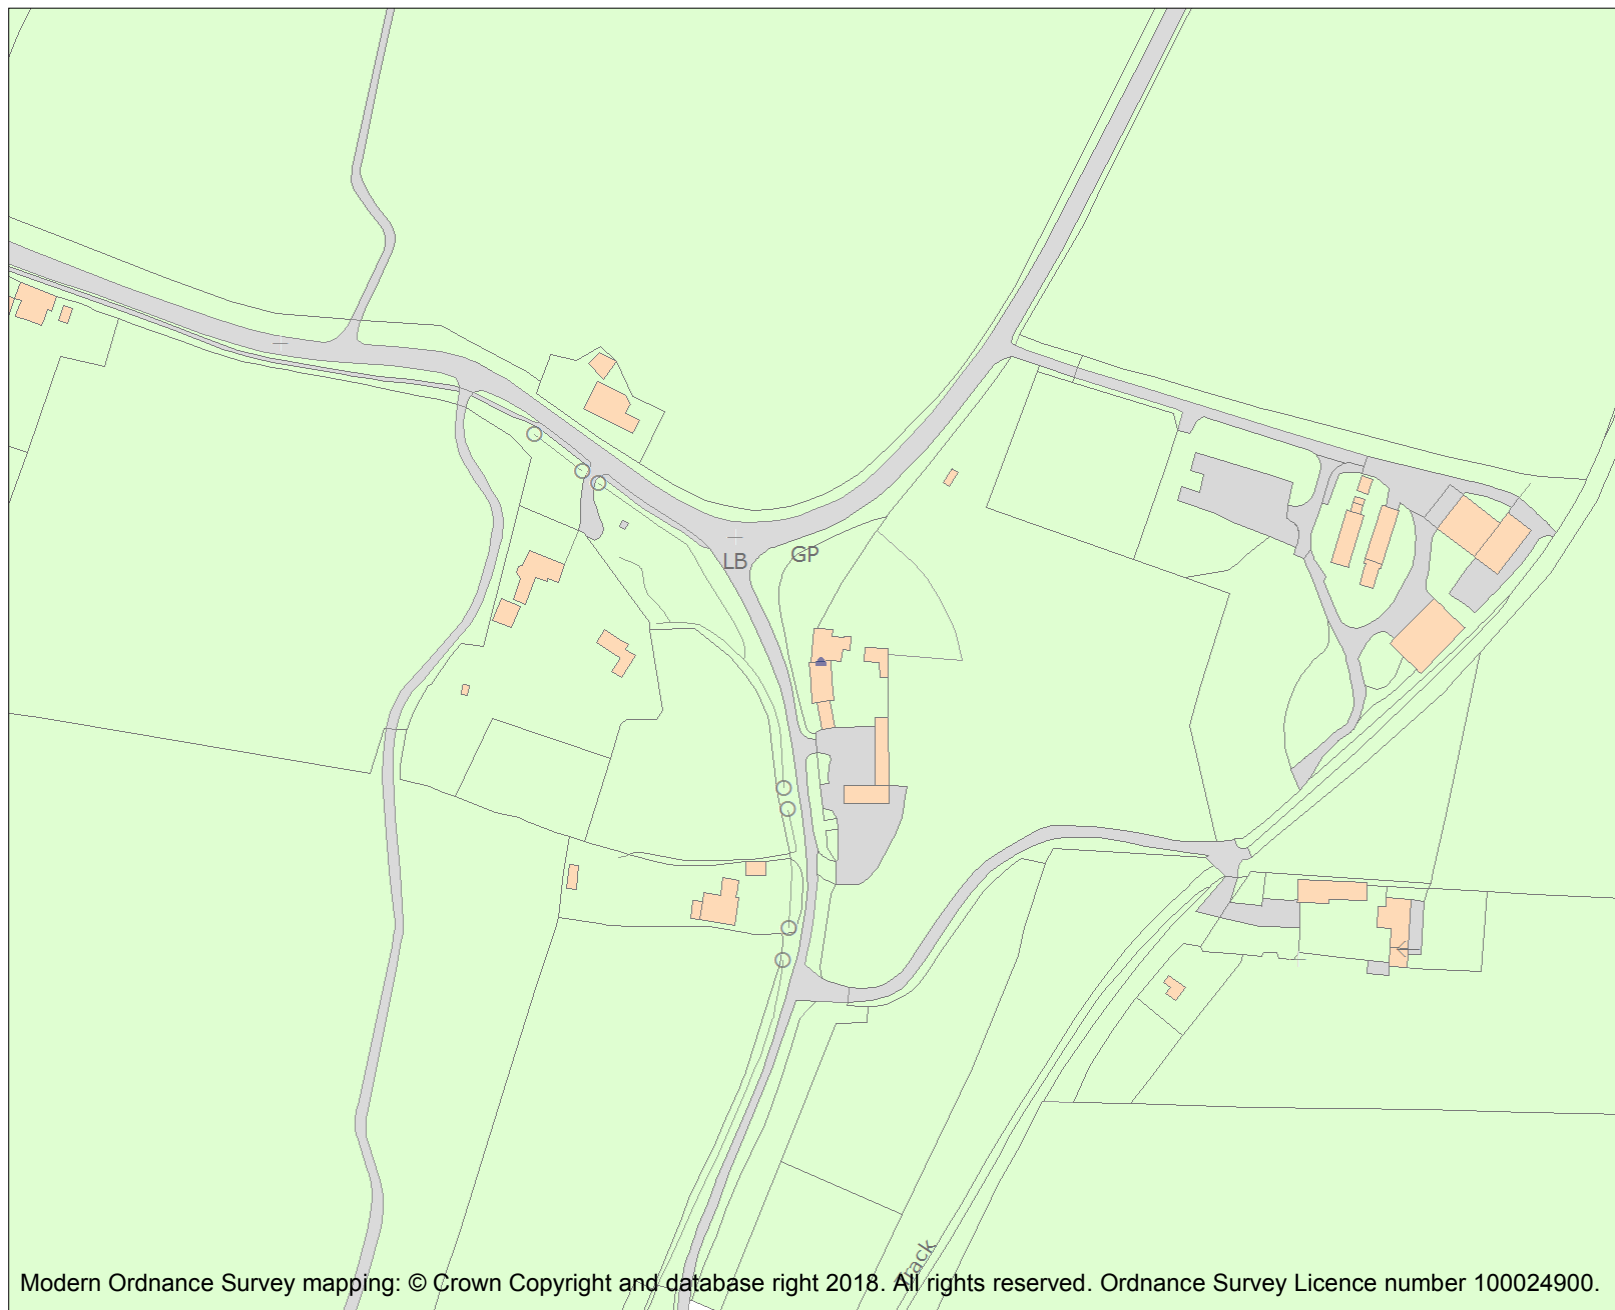 LB
GP
Track
Modern Ordnance Survey mapping: © Crown Copyright and database right 2018. All rights reserved. Ordnance Survey Licence number 100024900.